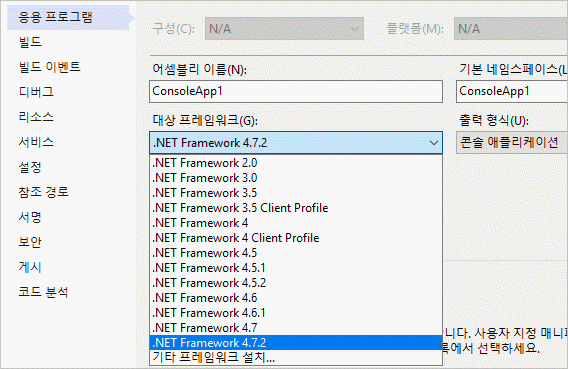 응용 프로그램
빌드
빌드 이벤트
디버그
리소스
서비스
설정
참조 경로
서명
보안
게시
코드 분석
구성(C): N/A 플랫폼(M): N/A
어셈블리 이름(N): 기본 네임스페이스(L
ConsoleApp1 ConsoleApp1
대상 프레임워크(G): 출력 형식(U):
.NET Framework 4.7.2 콘솔 애플리케이션
.NET Framework 2.0
.NET Framework 3.0
.NET Framework 3.5
.NET Framework 3.5 Client Profile
.NET Framework 4
.NET Framework 4 Client Profile
.NET Framework 4.5
.NET Framework 4.5.1
.NET Framework 4.5.2
.NET Framework 4.6
.NET Framework 4.6.1
.NET Framework 4.7
.NET Framework 4.7.2
기타 프레임워크 설치...
니다. 사용자 지정 매니피
록에서 선택하세요.